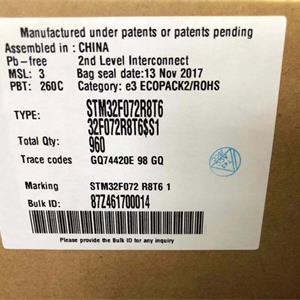 Manufactured under patents or patents pending
Assembled in : CHINA
Pb-free 2nd Level Interconnect
MSL: 3 Bag seal date:13 Nov 2017
PBT: 260C Category: e3 ECOPACK2/ROHS
TYPE: STM32F072R8T6
32F072R8T6$S1
Total Qty: 960
Trace codes GQ74420E 98 GQ
Marking STM32F072 R8T6 1
Bulk ID: 87Z461700014
Please provide the Bulk ID for any inquiry